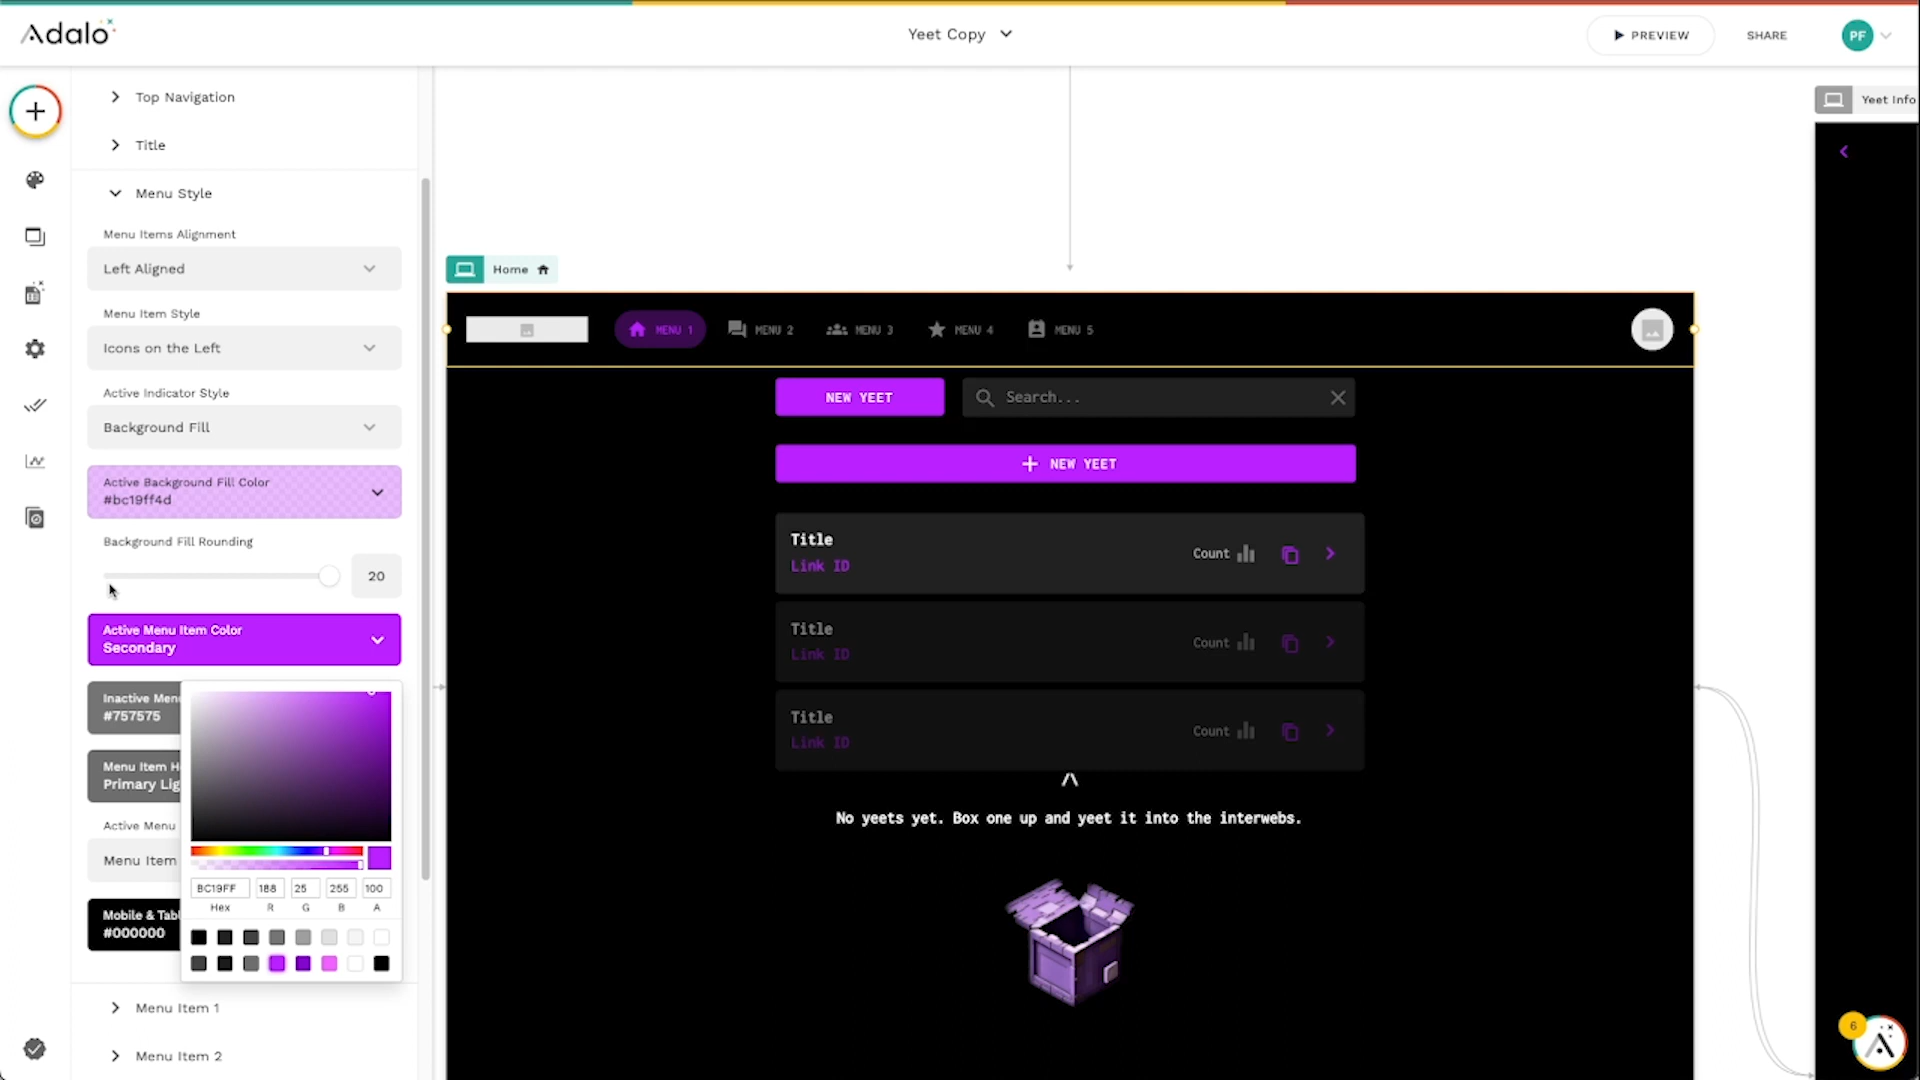 Adalo
Yeet Copy
PREVIEW
SHARE
PF
Top Navigation
Title
Menu Style
Menu Items Alignment
Left Aligned
Menu Item Style
Icons on the Left
Active Indicator Style
Background Fill
Active Background Fill Color
#bc19ff4d
Background Fill Rounding
20
Active Menu Item Color
Secondary
Inactive Men
#757575
Menu Item H
Primary Lig
Active Menu
Menu Item
Mobile & Tabl
#000000
BC19FF 188 25 255 100
Hex R G B A
Menu Item 1
Menu Item 2
Home
MENU 1 MENU 2 MENU 3 MENU 4 MENU 5
NEW YEET
Search...
NEW YEET
Title
Link ID
Count
Title
Link ID
Count
Title
Link ID
Count
No yeets yet. Box one up and yeet it into the interwebs.
Yeet Info
6